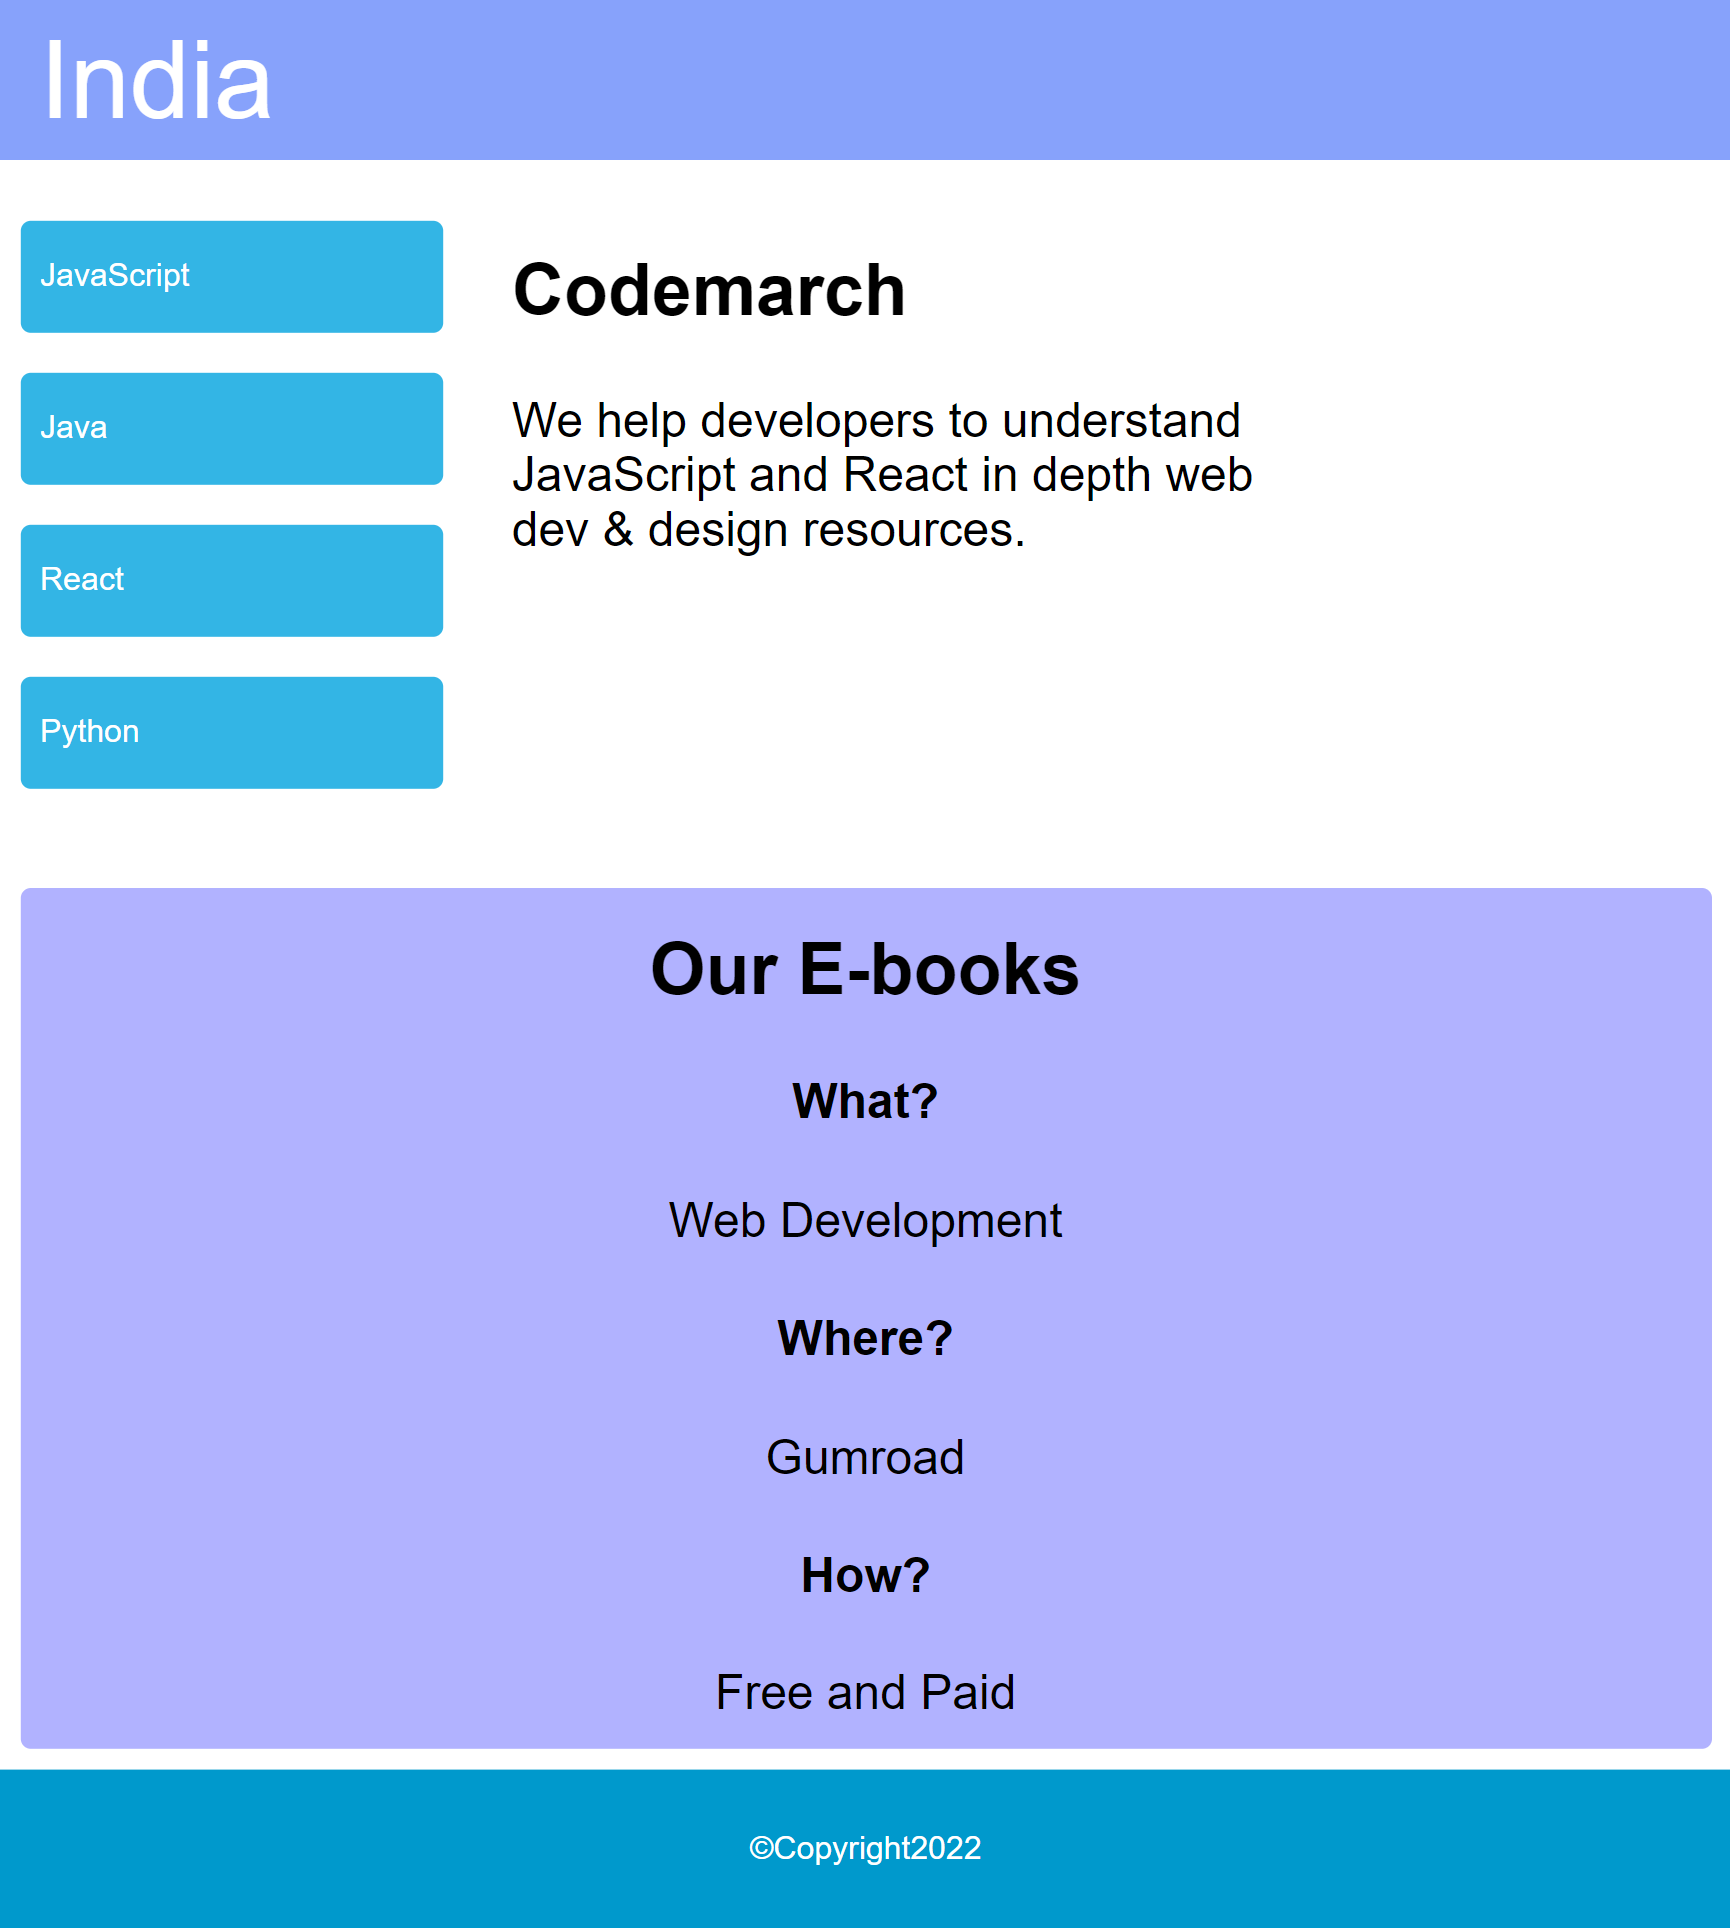 India
JavaScript
Java
React
Python
Codemarch
We help developers to understand
JavaScript and React in depth web
dev & design resources.
Our E-books
What?
Web Development
Where?
Gumroad
How?
Free and Paid
©Copyright2022